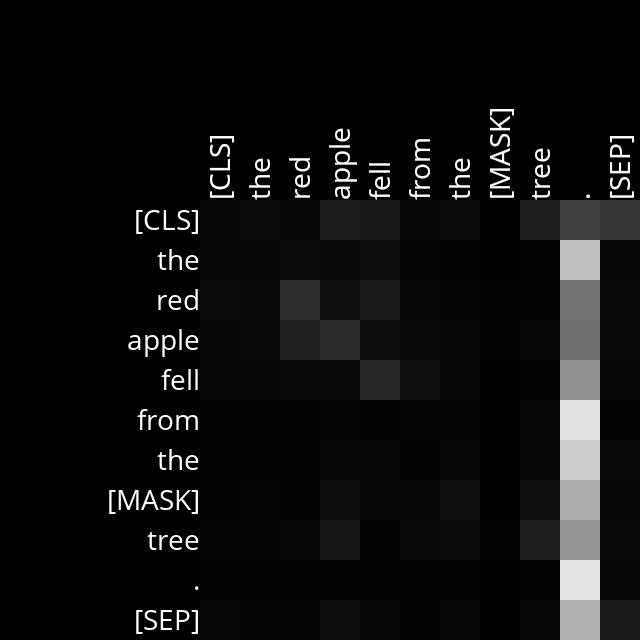 [CLS] the red apple fell from the [MASK] tree . [SEP]
[CLS]
the
red
apple
fell
from
the
[MASK]
tree
.
[SEP]